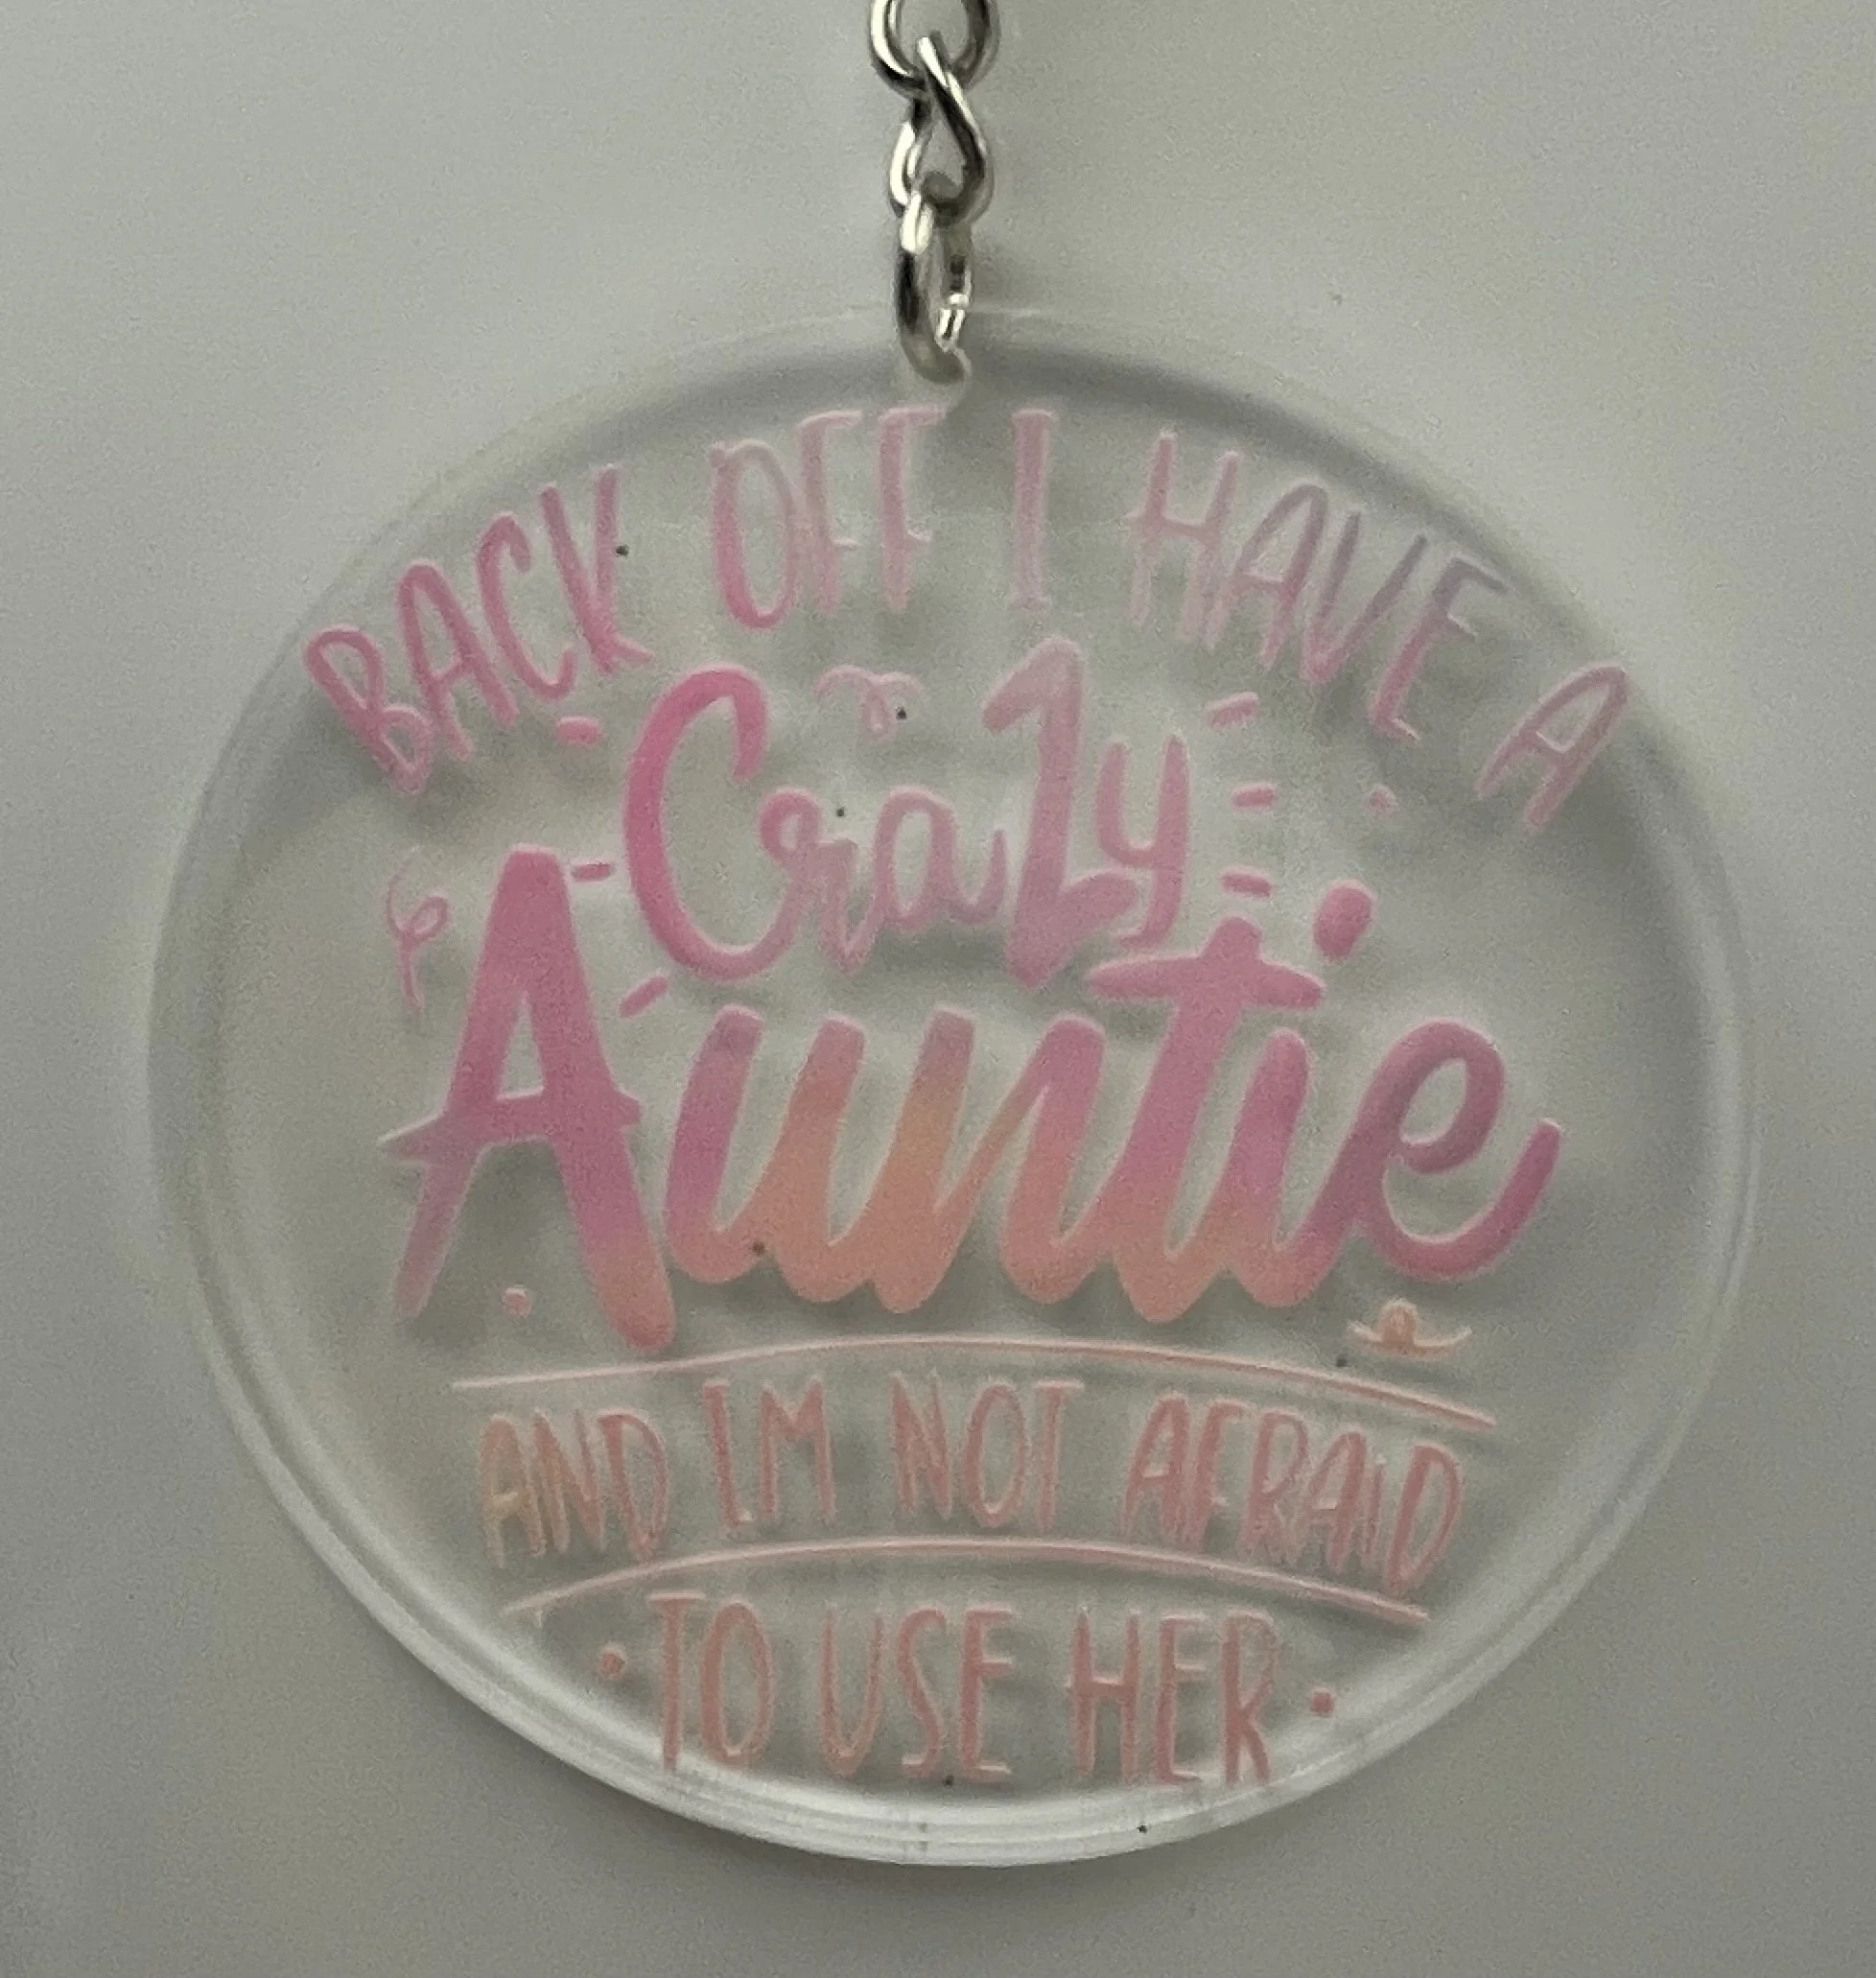 BACK OFF I HAVE A
Crazy
Auntie
AND IM NOT AFRAID
TO USE HER